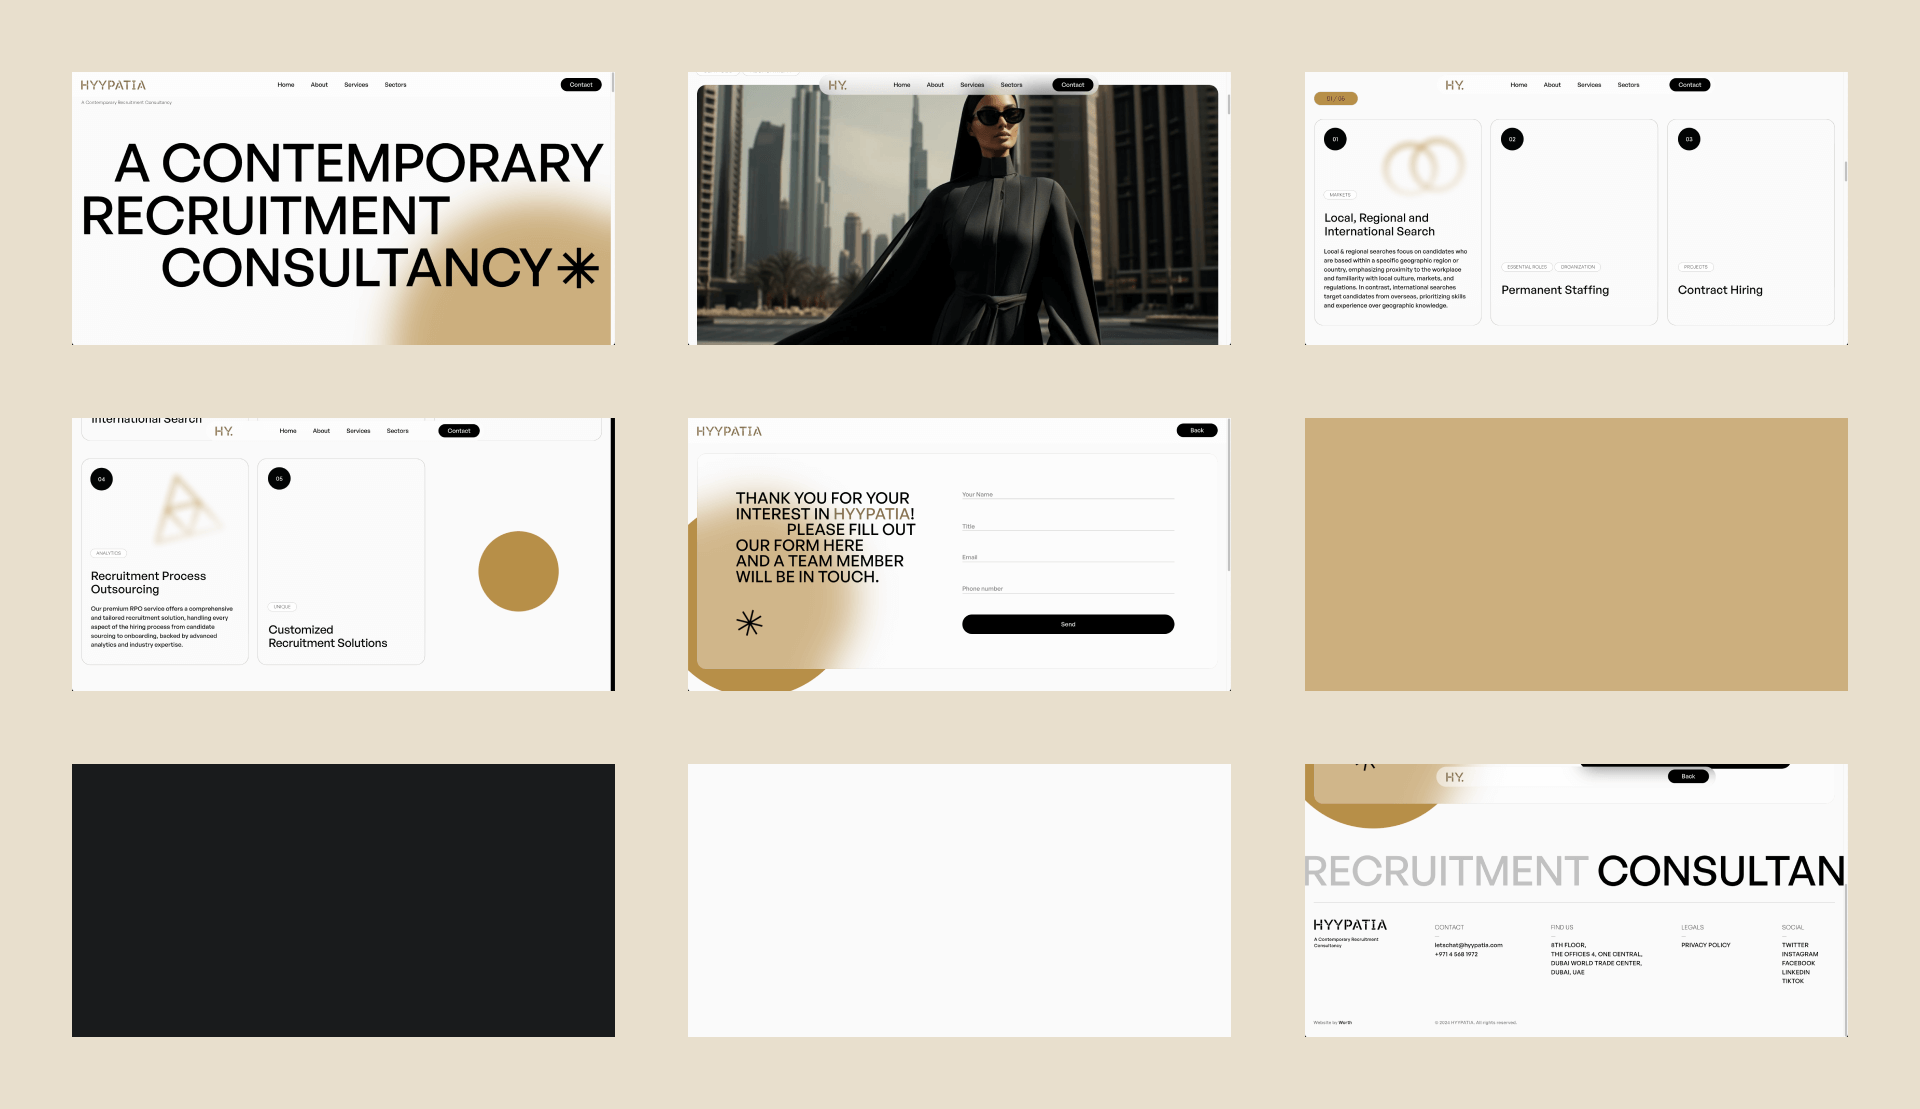 HYYPATIA
Home About Services Sectors
Contact
A Contemporary Recruitment Consultancy
A CONTEMPORARY
RECRUITMENT
CONSULTANCY
HY.
Home About Services Sectors
Contact
HY.
Home About Services Sectors
Contact
01 / 06
01
MARKETS
Local, Regional and
International Search
Local & regional searches focus on candidates who
are based within a specific geographic region or
country, emphasizing proximity to the workplace
and familiarity with local culture, markets, and
regulations. In contrast, international searches
target candidates from overseas, prioritizing skills
and experience over geographic knowledge.
02
ESSENTIAL ROLES ORGANIZATION
Permanent Staffing
03
PROJECTS
Contract Hiring
International Search
HY.
Home About Services Sectors
Contact
04
ANALYTICS
Recruitment Process
Outsourcing
Our premium RPO service offers a comprehensive
and tailored recruitment solution, handling every
aspect of the hiring process from candidate
sourcing to onboarding, backed by advanced
analytics and industry expertise.
05
UNIQUE
Customized
Recruitment Solutions
HYYPATIA
Back
THANK YOU FOR YOUR
INTEREST IN HYYPATIA!
PLEASE FILL OUT
OUR FORM HERE
AND A TEAM MEMBER
WILL BE IN TOUCH.
Your Name
Title
Email
Phone number
Send
HY.
Back
RECRUITMENT CONSULTAN
HYYPATIA
A Contemporary Recruitment
Consultancy
CONTACT
letschat@hyypatia.com
+971 4 568 1972
FIND US
8TH FLOOR,
THE OFFICES 4, ONE CENTRAL,
DUBAI WORLD TRADE CENTER,
DUBAI, UAE
LEGALS
PRIVACY POLICY
SOCIAL
TWITTER
INSTAGRAM
FACEBOOK
LINKEDIN
TIKTOK
Website by Worth
© 2024 HYYPATIA. All rights reserved.